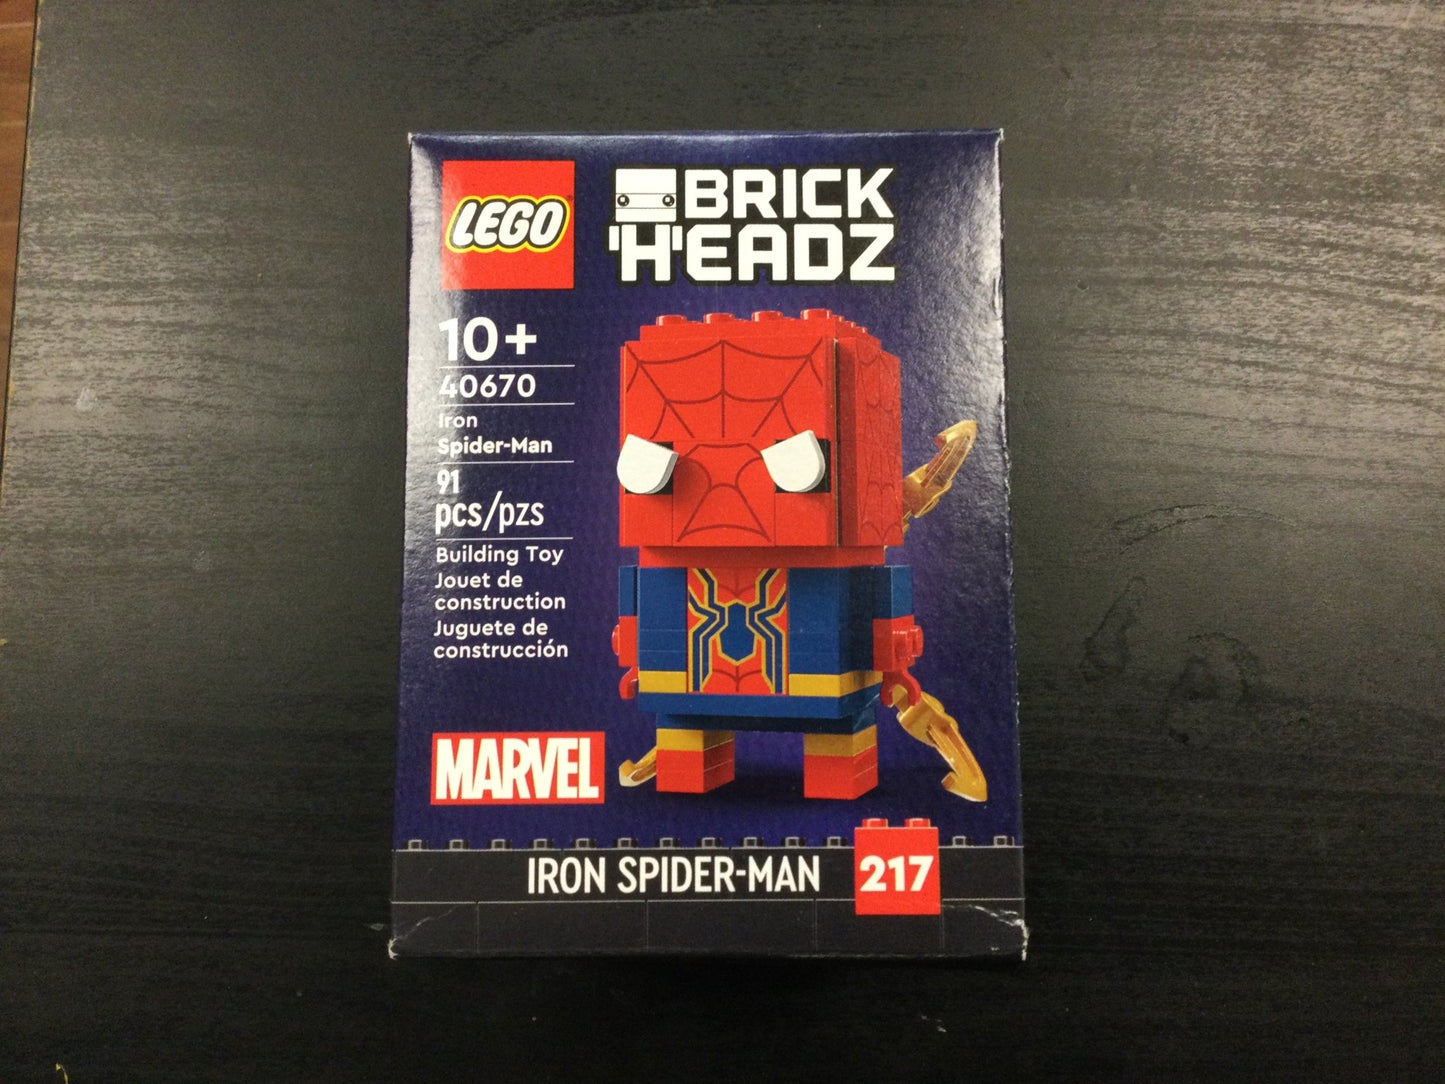 LEGO
BRICK
'H'EADZ
10+
40670
Iron
Spider-Man
91
pcs/pzs
Building Toy
Jouet de
construction
Juguete de
construcción
MARVEL
IRON SPIDER-MAN
217